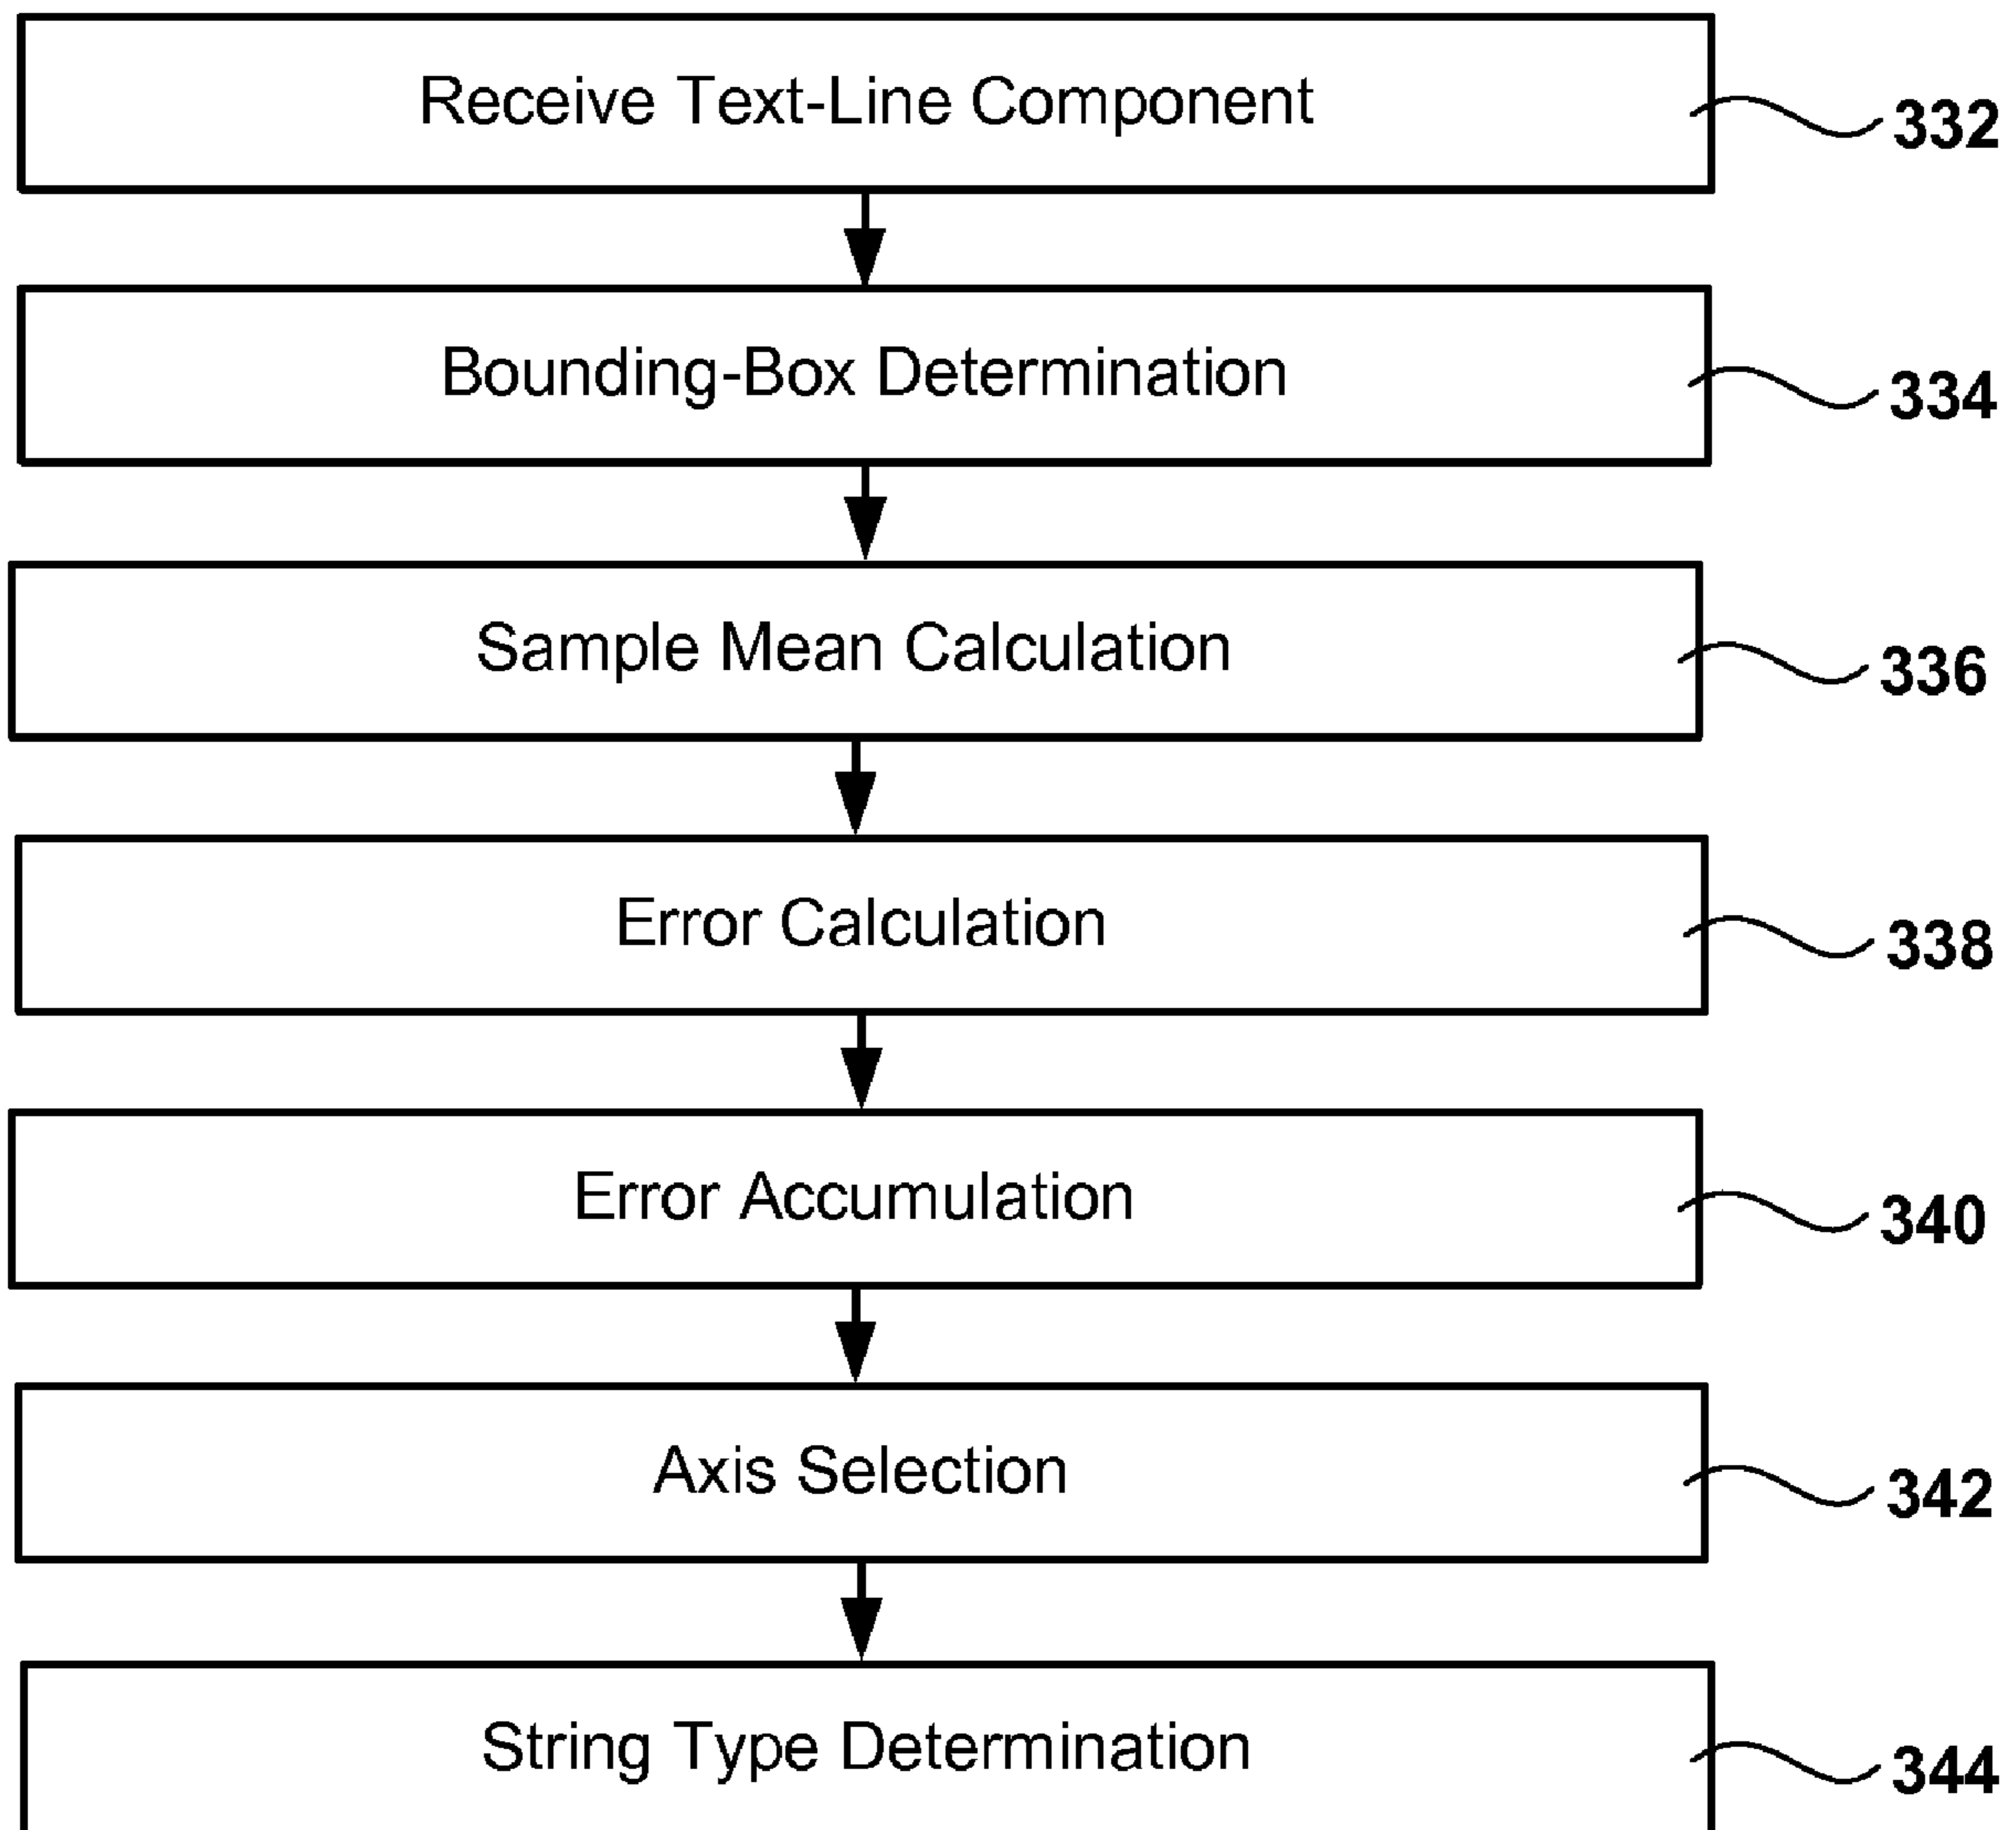 Receive Text-Line Component
332
Bounding-Box Determination
334
Sample Mean Calculation
336
Error Calculation
338
Error Accumulation
340
Axis Selection
342
String Type Determination
344